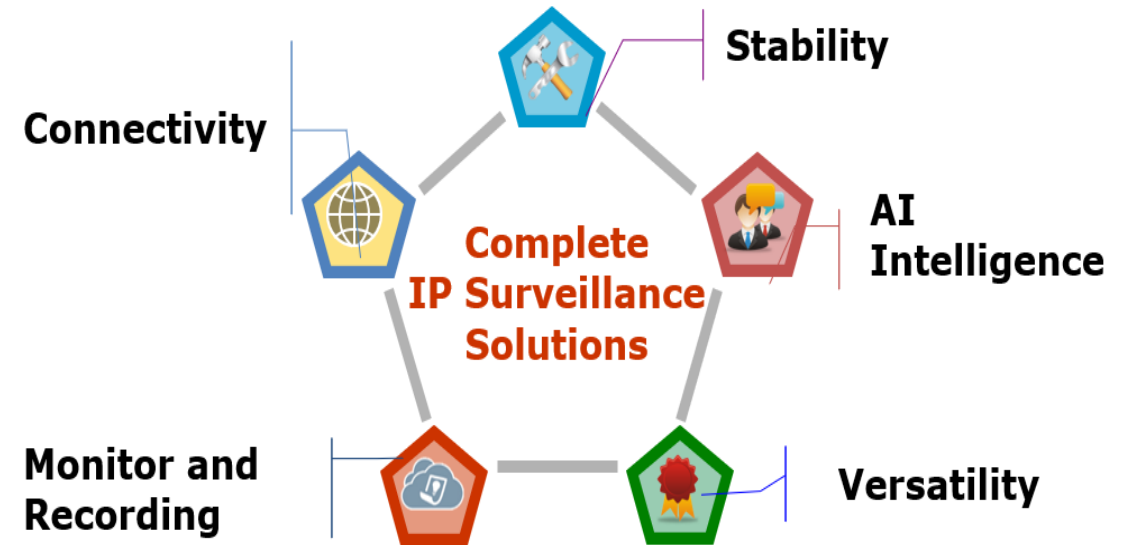 Stability
Connectivity
AI
Intelligence
Complete
IP Surveillance
Solutions
Monitor and
Recording
Versatility